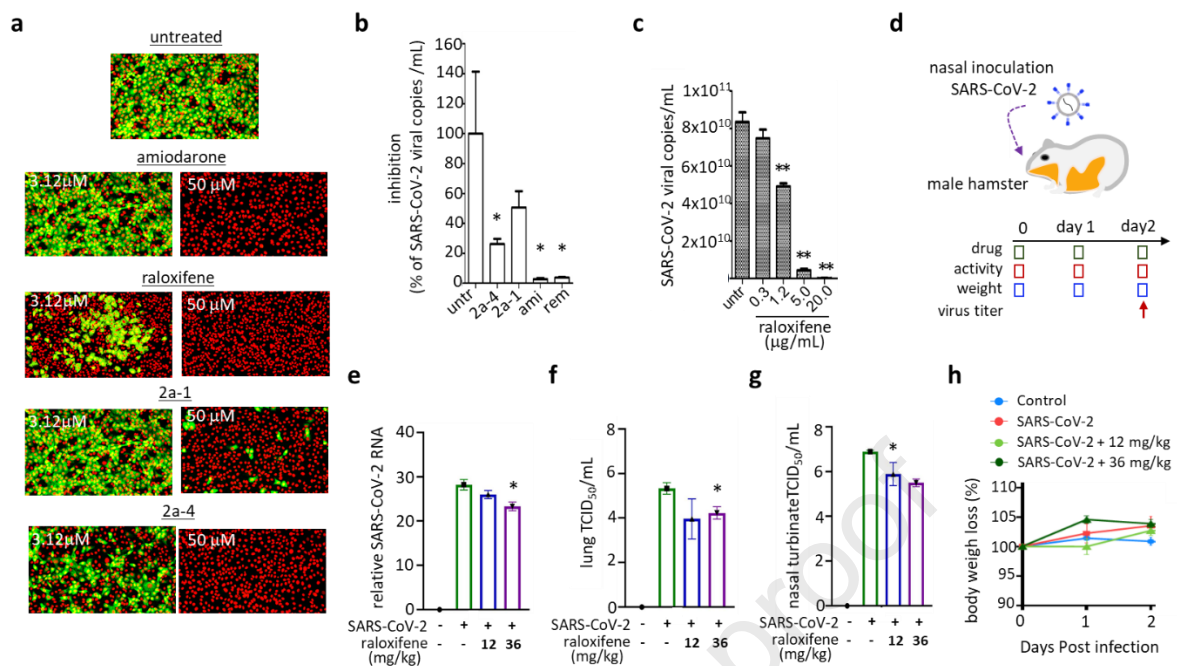 a
untreated
amiodarone
3.12µM
50 µM
raloxifene
3.12µM
50 µM
2a-1
3.12µM
50 µM
2a-4
3.12µM
50 µM
b
inhibition
(% of SARS-CoV-2 viral copies /mL)
160
140
120
100
80
60
40
20
0
*
*
*
untr
2a-4
2a-1
ami
rem
c
SARS-CoV-2 viral copies/mL
1x10¹¹
8x10¹⁰
6x10¹⁰
4x10¹⁰
2x10¹⁰
**
**
**
untr
0.3
1.2
5.0
20.0
raloxifene
(µg/mL)
d
nasal inoculation
SARS-CoV-2
male hamster
0 day 1 day2
drug
activity
weight
virus titer
e
relative SARS-CoV-2 RNA
40
30
20
10
0
*
SARS-CoV-2 - + + +
raloxifene - - 12 36
(mg/kg)
f
lung TCID₅₀/mL
8
6
4
2
0
*
SARS-CoV-2 - + + +
raloxifene - - 12 36
(mg/kg)
g
nasal turbinateTCID₅₀/mL
8
6
4
2
0
*
SARS-CoV-2 - + + +
raloxifene - - 12 36
(mg/kg)
h
Control
SARS-CoV-2
SARS-CoV-2 + 12 mg/kg
SARS-CoV-2 + 36 mg/kg
body weigh loss (%)
110
105
100
95
90
0 1 2
Days Post infection
proof